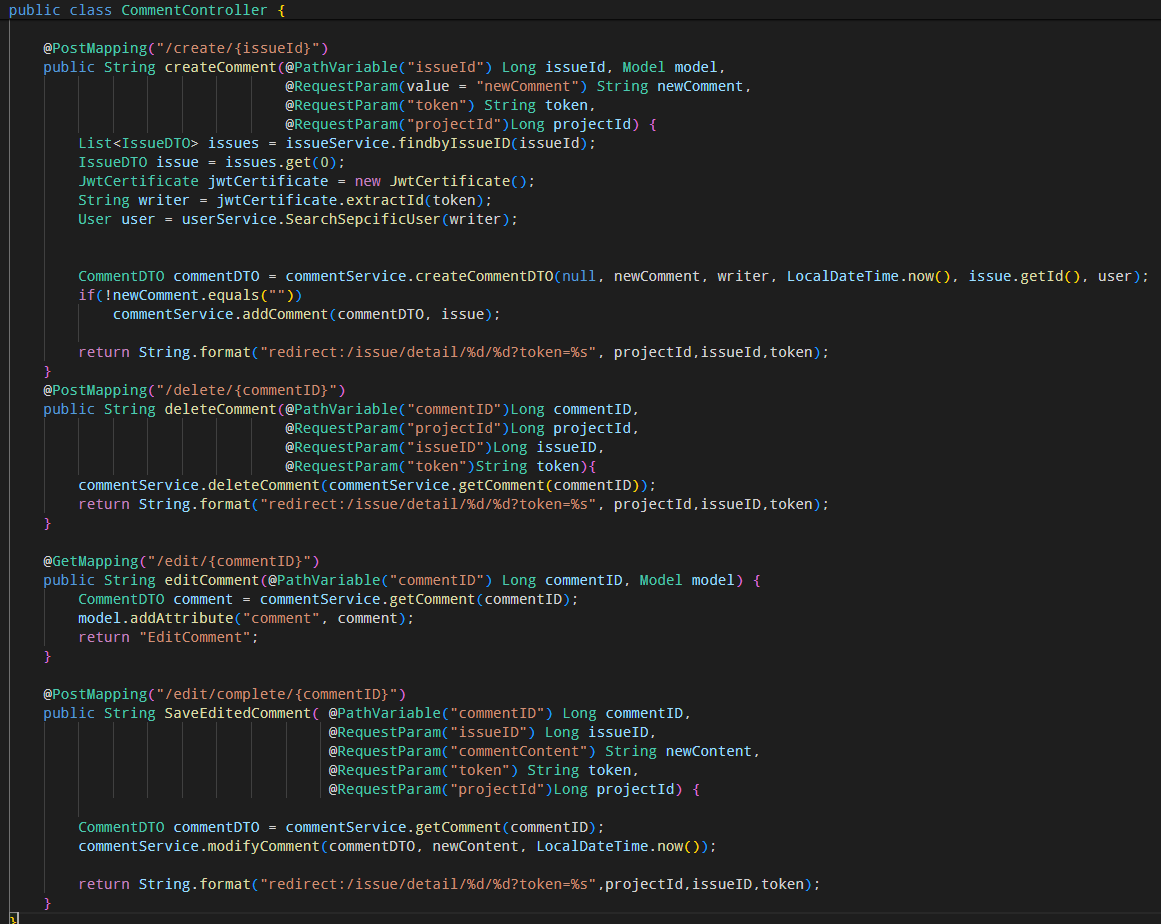 public class CommentController {
@PostMapping("/create/{issueId}")
public String createComment(@PathVariable("issueId") Long issueId, Model model,
@RequestParam(value = "newComment") String newComment,
@RequestParam("token") String token,
@RequestParam("projectId")Long projectId) {
List<IssueDTO> issues = issueService.findbyIssueID(issueId);
IssueDTO issue = issues.get(0);
JwtCertificate jwtCertificate = new JwtCertificate();
String writer = jwtCertificate.extractId(token);
User user = userService.SearchSepcificUser(writer);
CommentDTO commentDTO = commentService.createCommentDTO(null, newComment, writer, LocalDateTime.now(), issue.getId(), user);
if(!newComment.equals(""))
commentService.addComment(commentDTO, issue);
return String.format("redirect:/issue/detail/%d/%d?token=%s", projectId,issueId,token);
}
@PostMapping("/delete/{commentID}")
public String deleteComment(@PathVariable("commentID")Long commentID,
@RequestParam("projectId")Long projectId,
@RequestParam("issueID")Long issueID,
@RequestParam("token")String token){
commentService.deleteComment(commentService.getComment(commentID));
return String.format("redirect:/issue/detail/%d/%d?token=%s", projectId,issueID,token);
}
@GetMapping("/edit/{commentID}")
public String editComment(@PathVariable("commentID") Long commentID, Model model) {
CommentDTO comment = commentService.getComment(commentID);
model.addAttribute("comment", comment);
return "EditComment";
}
@PostMapping("/edit/complete/{commentID}")
public String SaveEditedComment( @PathVariable("commentID") Long commentID,
@RequestParam("issueID") Long issueID,
@RequestParam("commentContent") String newContent,
@RequestParam("token") String token,
@RequestParam("projectId")Long projectId) {
CommentDTO commentDTO = commentService.getComment(commentID);
commentService.modifyComment(commentDTO, newContent, LocalDateTime.now());
return String.format("redirect:/issue/detail/%d/%d?token=%s",projectId,issueID,token);
}
}